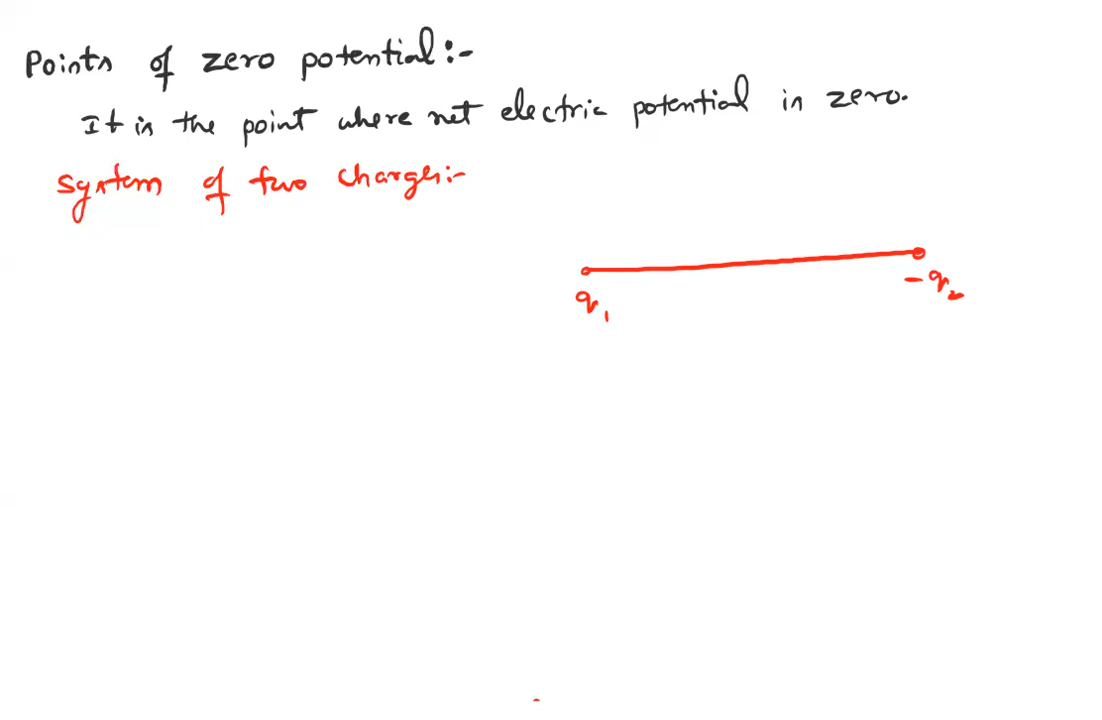 Points of zero potential:-
It is the point where net electric potential is zero.
System of two charges:-
q₁
-q₂